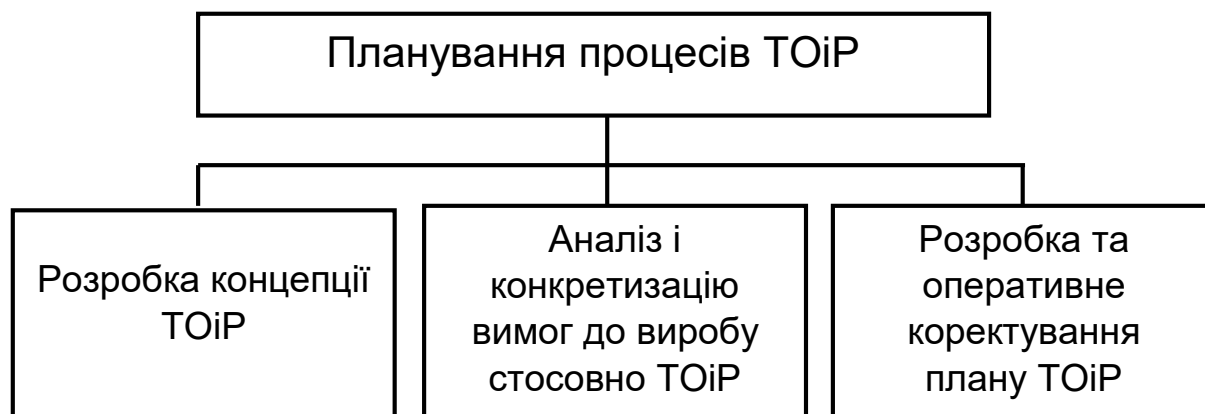 Планування процесів ТОіР
Розробка концепції
ТОіР
Аналіз і
конкретизацію
вимог до виробу
стосовно ТОіР
Розробка та
оперативне
коректування
плану ТОіР